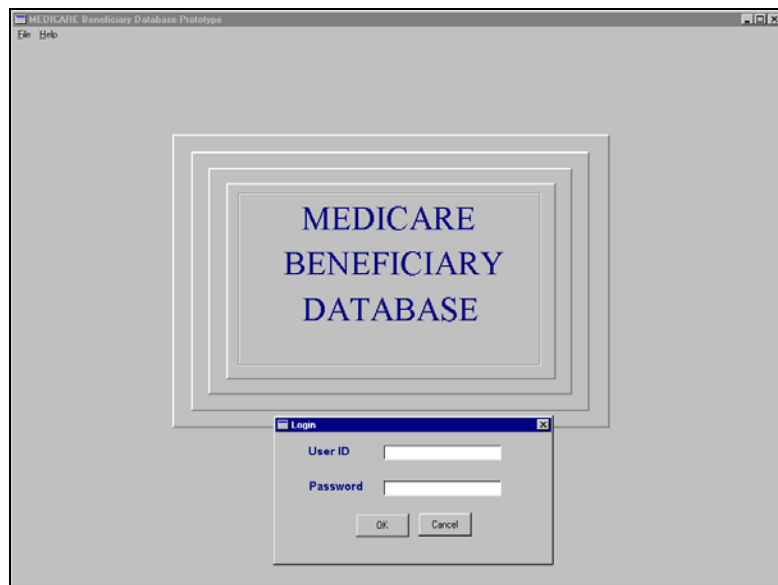 MEDICARE Beneficiary Database Prototype
File Help
MEDICARE
BENEFICIARY
DATABASE
Login
User ID
Password
OK Cancel